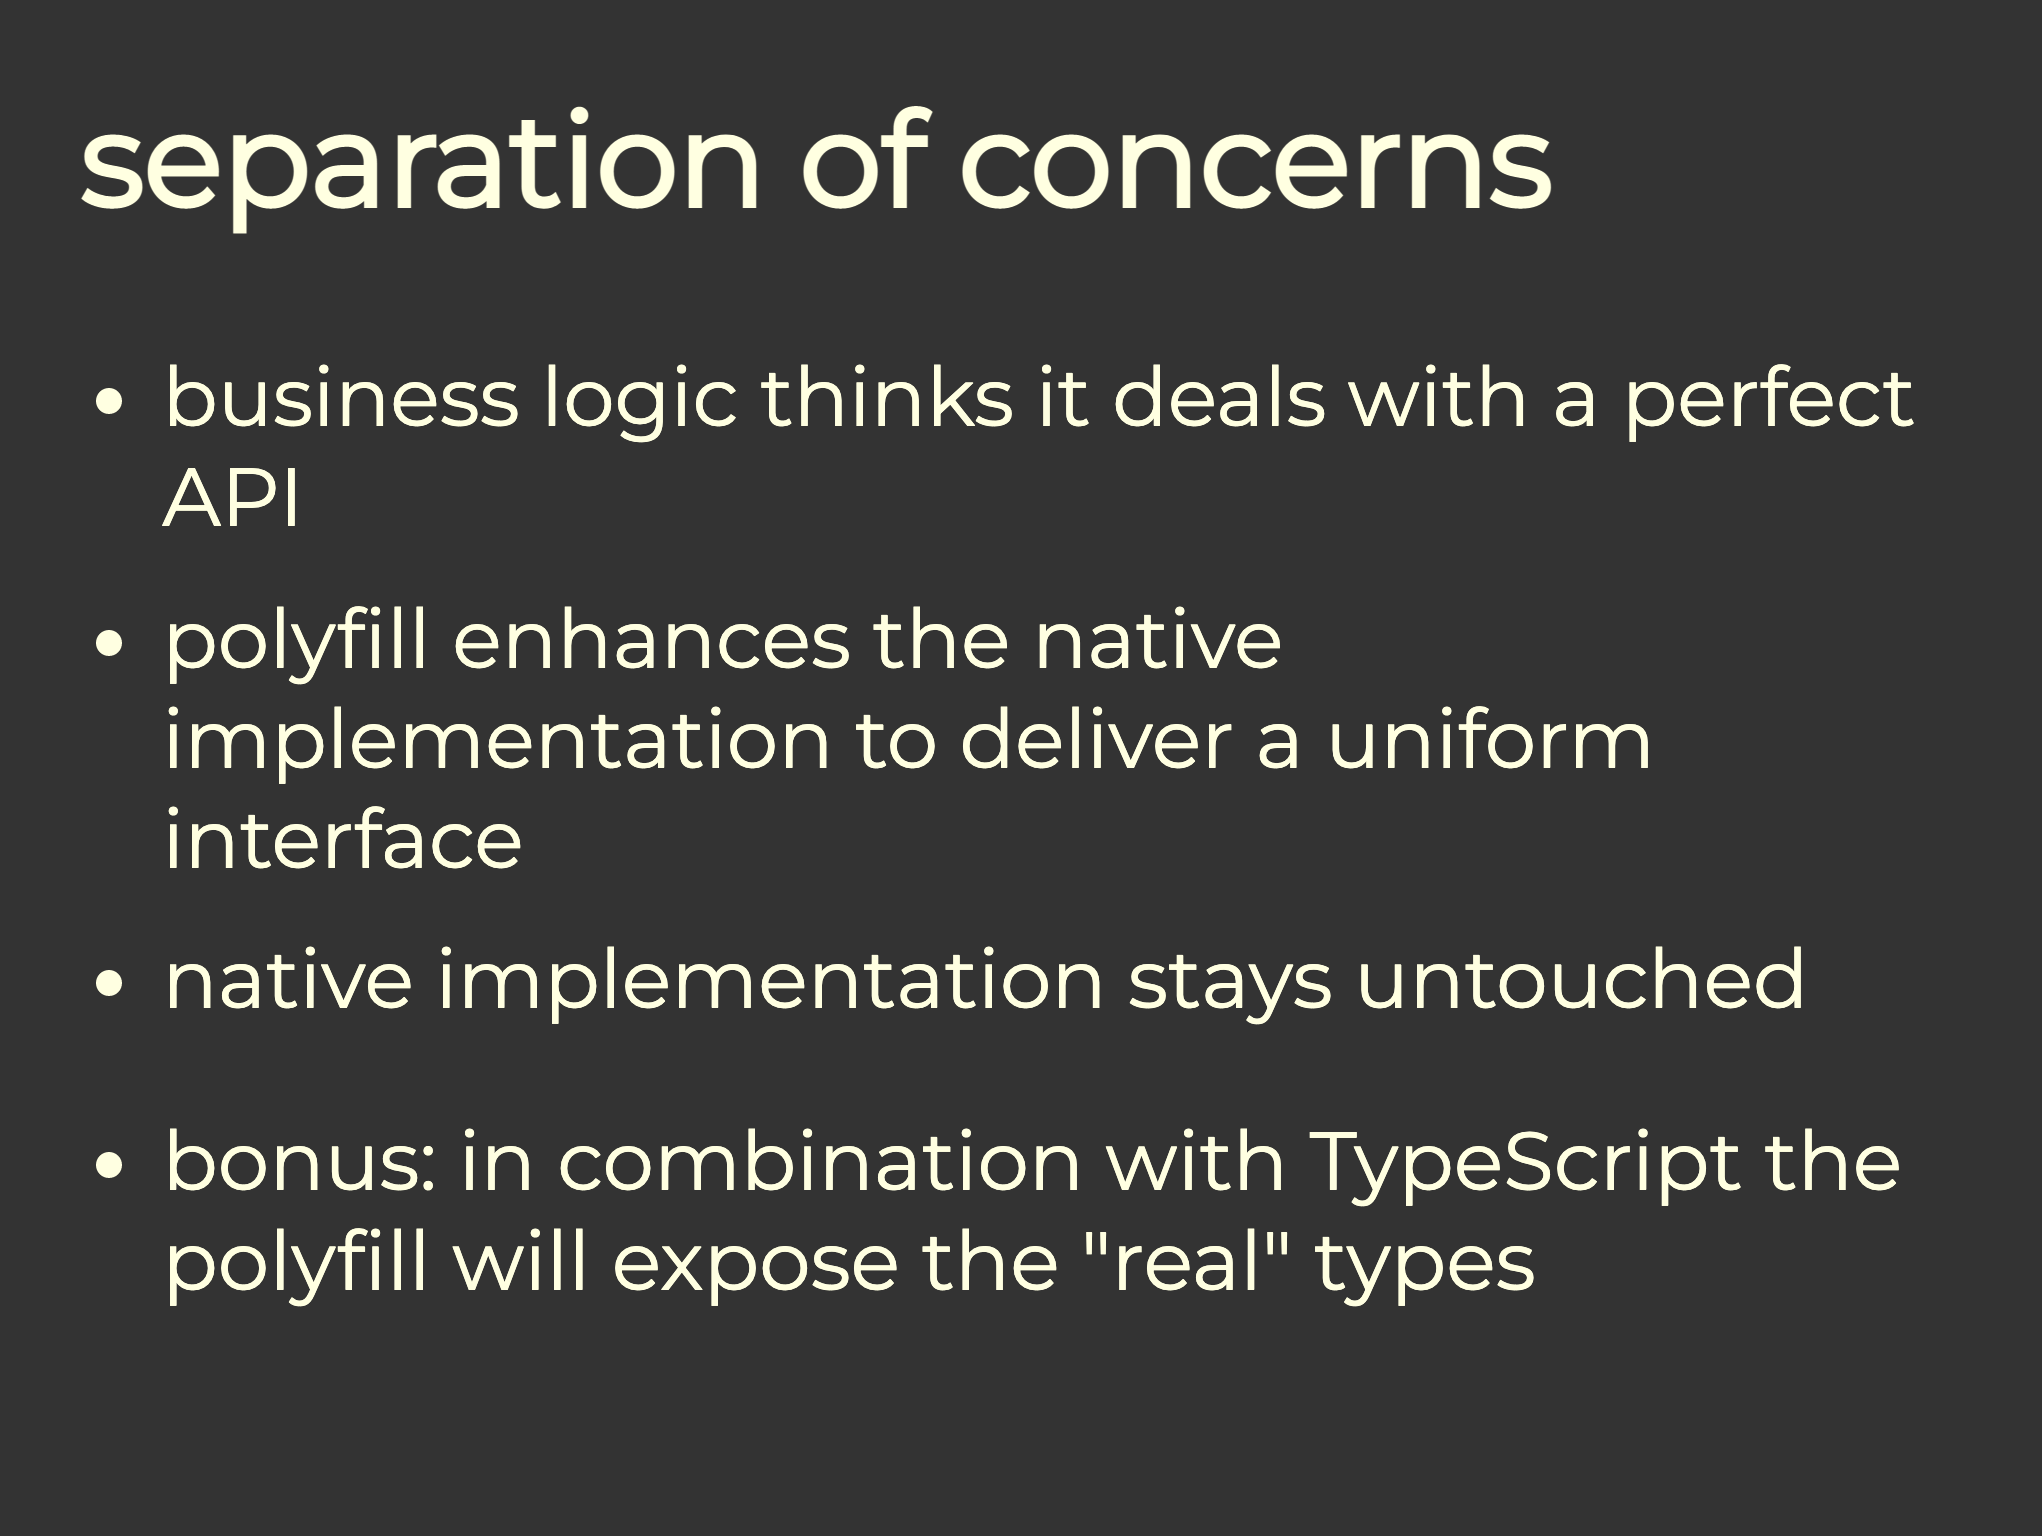 separation of concerns
• business logic thinks it deals with a perfect
API
• polyfill enhances the native
implementation to deliver a uniform
interface
• native implementation stays untouched
• bonus: in combination with TypeScript the
polyfill will expose the "real" types